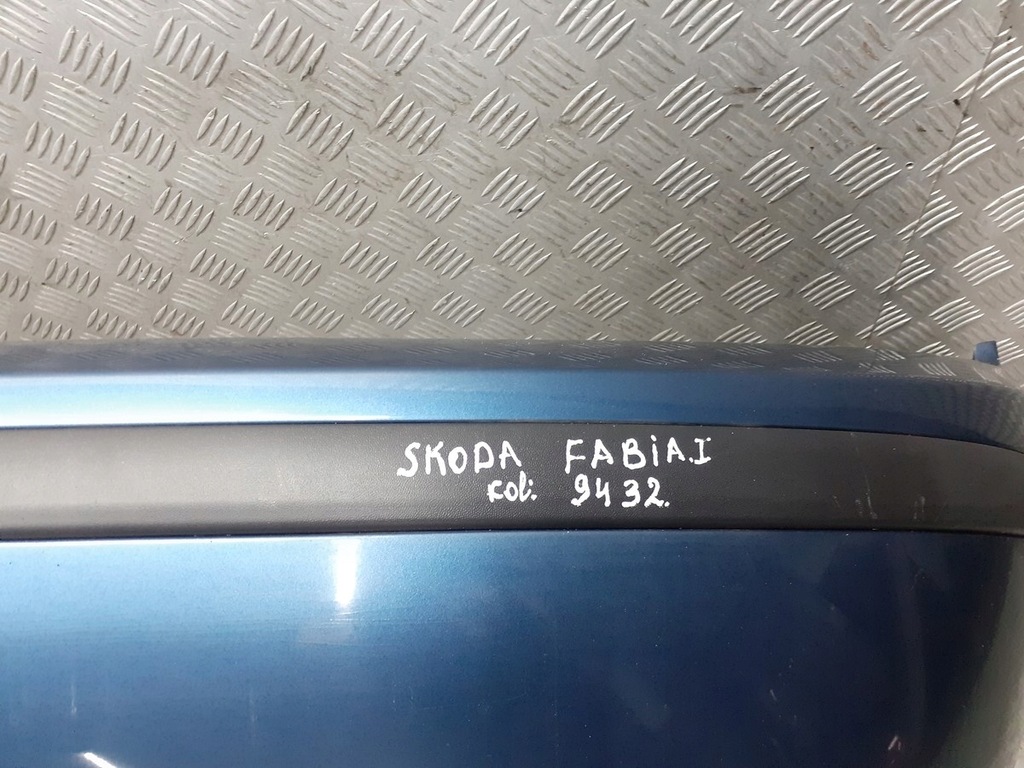 SKODA FABiA.I
kol: 9432.